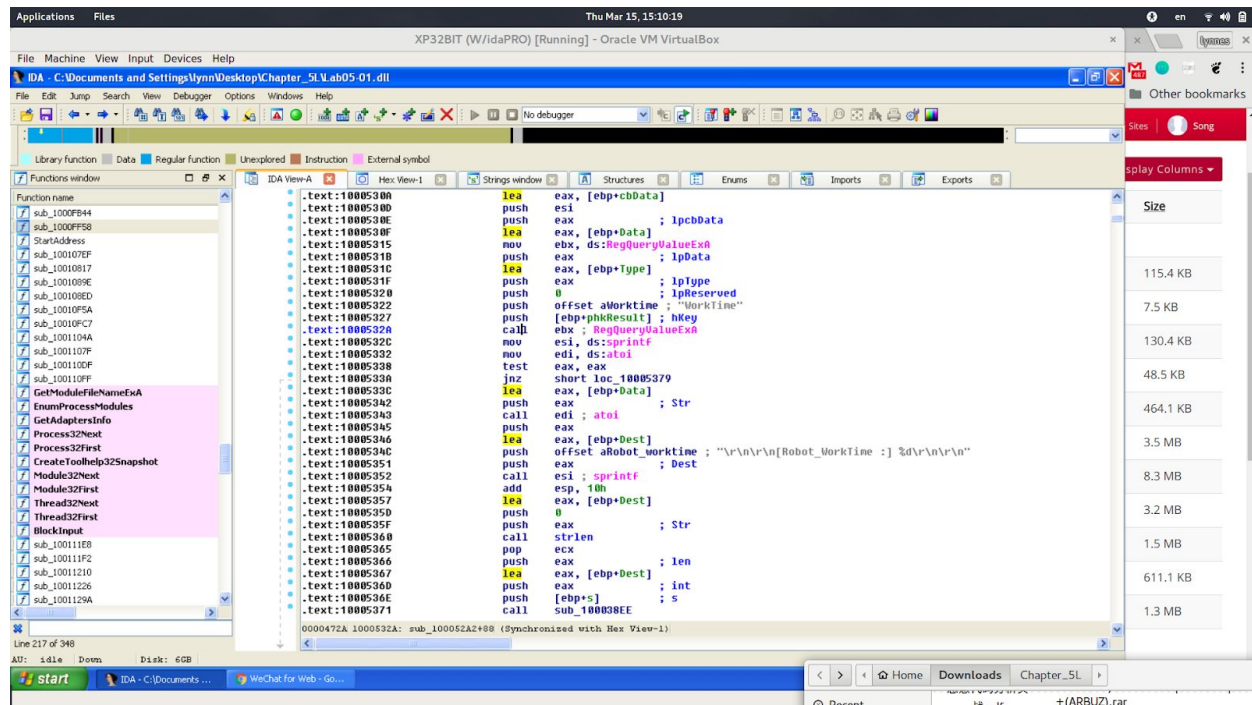 Applications Files Thu Mar 15, 15:10:19 en
XP32BIT (W/idaPRO) [Running] - Oracle VM VirtualBox
lynnes
File Machine View Input Devices Help
IDA - C:\Documents and Settings\lynn\Desktop\Chapter_5L\Lab05-01.dll
Other bookmarks
File Edit Jump Search View Debugger Options Windows Help
No debugger
Sites Song
Library function Data Regular function Unexplored Instruction External symbol
splay Columns
Functions window IDA View-A Hex View-1 Strings window Structures Enums Imports Exports
Function name
sub_1000FB44
sub_1000FF58
StartAddress
sub_100107EF
sub_10010817
sub_1001089E
sub_100108ED
sub_10010F5A
sub_10010FC7
sub_1001104A
sub_1001107F
sub_100110DF
sub_100110FF
GetModuleFileNameExA
EnumProcessModules
GetAdaptersInfo
Process32Next
Process32First
CreateToolhelp32Snapshot
Module32Next
Module32First
Thread32Next
Thread32First
BlockInput
sub_100111E8
sub_100111F2
sub_10011210
sub_10011226
sub_1001129A
Line 217 of 348
.text:1000530A lea eax, [ebp+cbData]
.text:1000530D push esi
.text:1000530E push eax ; lpcbData
.text:1000530F lea eax, [ebp+Data]
.text:10005315 mov ebx, ds:RegQueryValueExA
.text:1000531B push eax ; lpData
.text:1000531C lea eax, [ebp+Type]
.text:1000531F push eax ; lpType
.text:10005320 push 0 ; lpReserved
.text:10005322 push offset aWorktime ; "WorkTime"
.text:10005327 push [ebp+phkResult] ; hKey
.text:1000532A call ebx ; RegQueryValueExA
.text:1000532C mov esi, ds:sprintf
.text:10005332 mov edi, ds:atoi
.text:10005338 test eax, eax
.text:1000533A jnz short loc_10005379
.text:1000533C lea eax, [ebp+Data]
.text:10005342 push eax ; Str
.text:10005343 call edi ; atoi
.text:10005345 push eax
.text:10005346 lea eax, [ebp+Dest]
.text:1000534C push offset aRobot_worktime ; "\r\n\r\n[Robot_WorkTime :] %d\r\n\r\n"
.text:10005351 push eax ; Dest
.text:10005352 call esi ; sprintf
.text:10005354 add esp, 10h
.text:10005357 lea eax, [ebp+Dest]
.text:1000535D push 0
.text:1000535F push eax ; Str
.text:10005360 call strlen
.text:10005365 pop ecx
.text:10005366 push eax ; len
.text:10005367 lea eax, [ebp+Dest]
.text:1000536D push eax ; int
.text:1000536E push [ebp+s] ; s
.text:10005371 call sub_100038EE
0000472A 1000532A: sub_100052A2+88 (Synchronized with Hex View-1)
Size
115.4 KB
7.5 KB
130.4 KB
48.5 KB
464.1 KB
3.5 MB
8.3 MB
3.2 MB
1.5 MB
611.1 KB
1.3 MB
AU: idle Down Disk: 6GB
start IDA - C:\Documents ... WeChat for Web - Go...
Home Downloads Chapter_5L
Recent
+(ARBUZ).rar